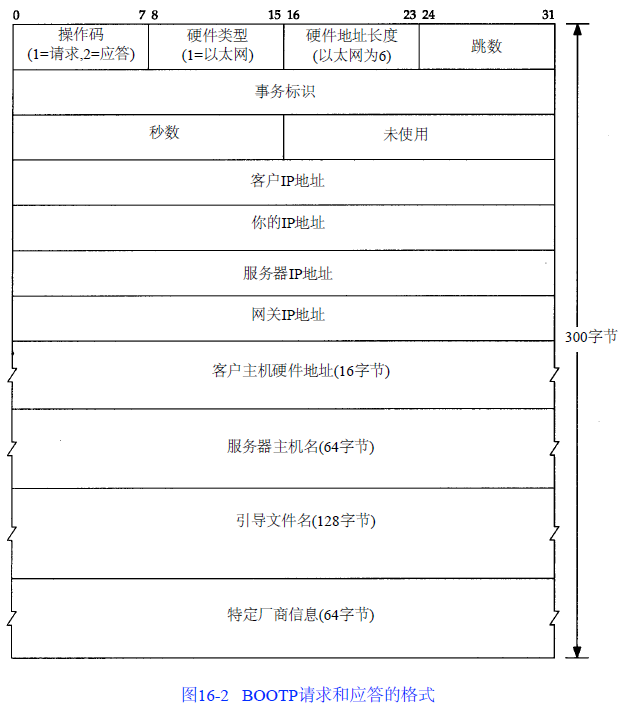 0 7 8 15 16 23 24 31
操作码
(1=请求,2=应答)
硬件类型
(1=以太网)
硬件地址长度
(以太网为6)
跳数
事务标识
秒数
未使用
客户IP地址
你的IP地址
服务器IP地址
网关IP地址
300字节
客户主机硬件地址(16字节)
服务器主机名(64字节)
引导文件名(128字节)
特定厂商信息(64字节)
图16-2 BOOTP请求和应答的格式